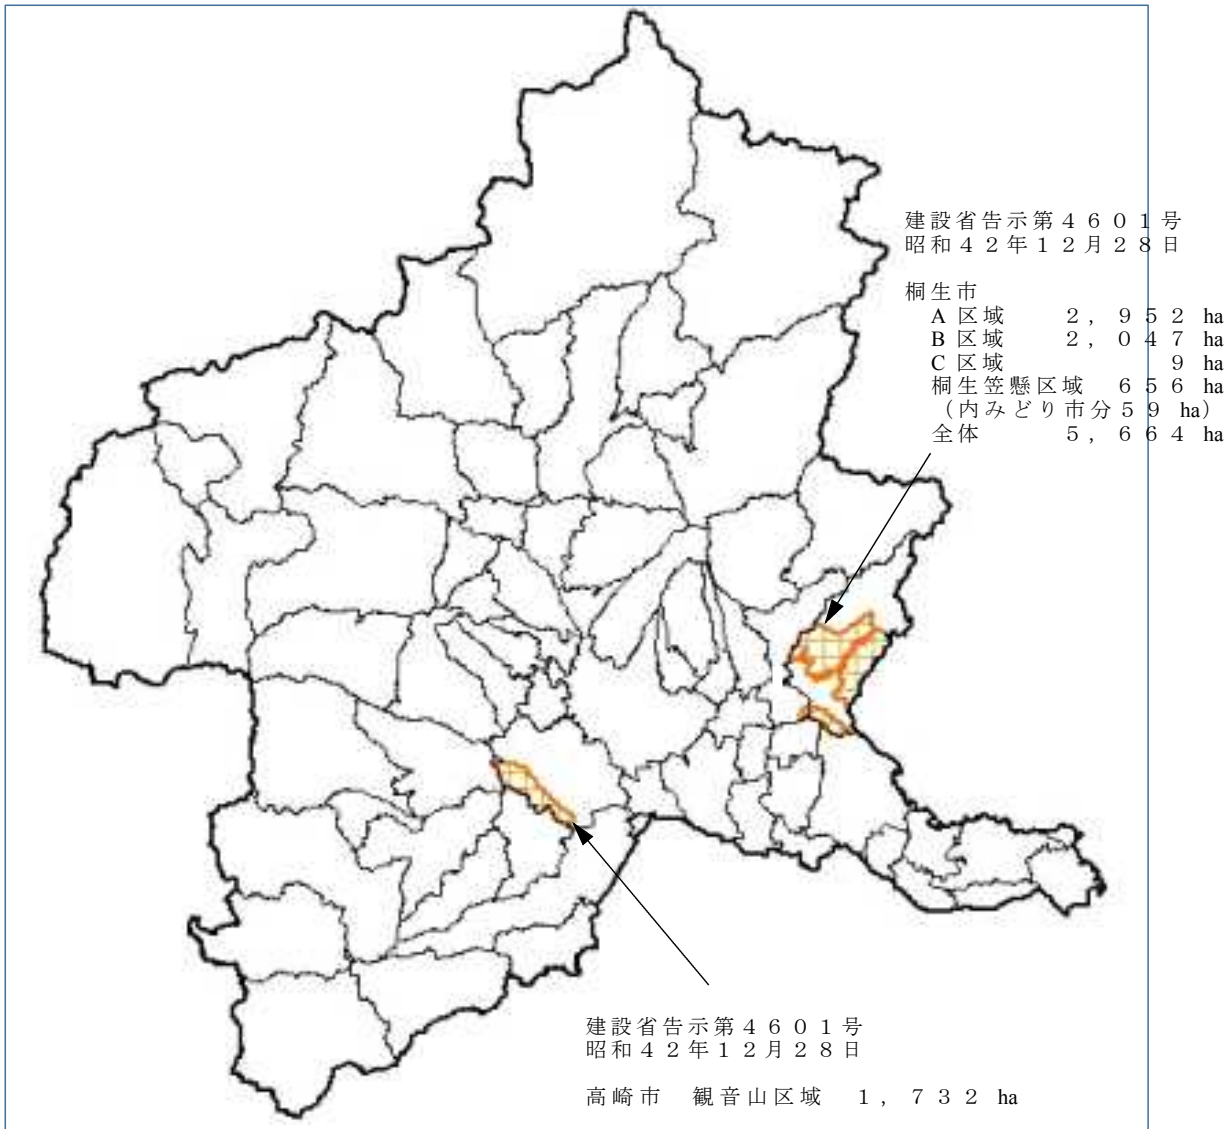 建設省告示第4601号
昭和42年12月28日
桐生市
A区域 2,952 ha
B区域 2,047 ha
C区域 9 ha
桐生笠懸区域 656 ha
(内みどり市分59 ha)
全体 5,664 ha
建設省告示第4601号
昭和42年12月28日
高崎市 観音山区域 1,732 ha